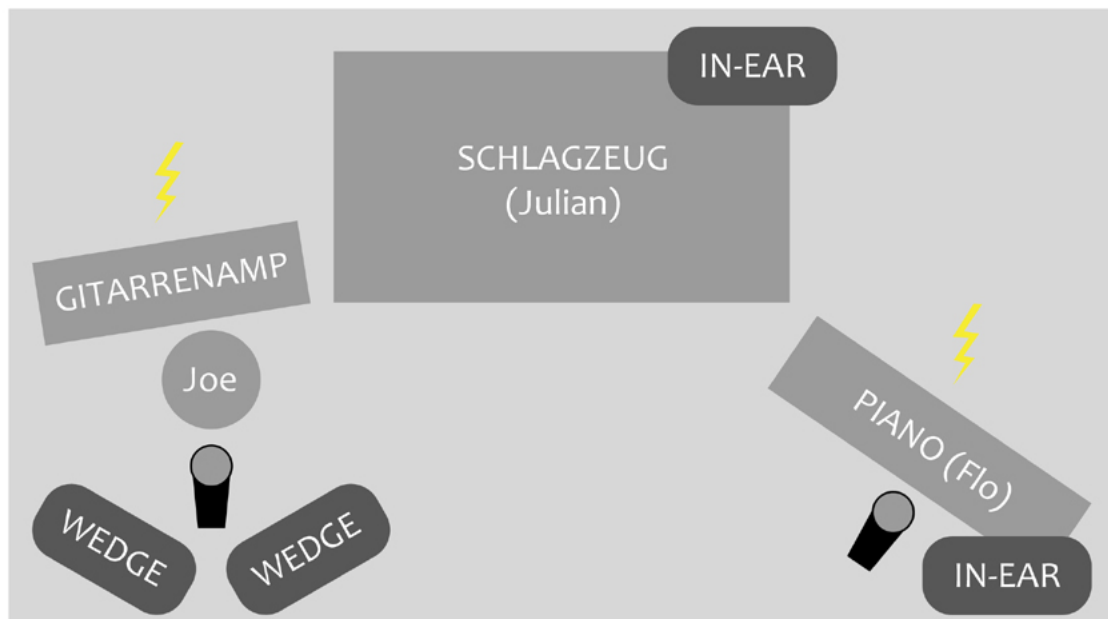 IN-EAR
SCHLAGZEUG
(Julian)
GITARRENAMP
Joe
PIANO (Flo)
WEDGE
WEDGE
IN-EAR